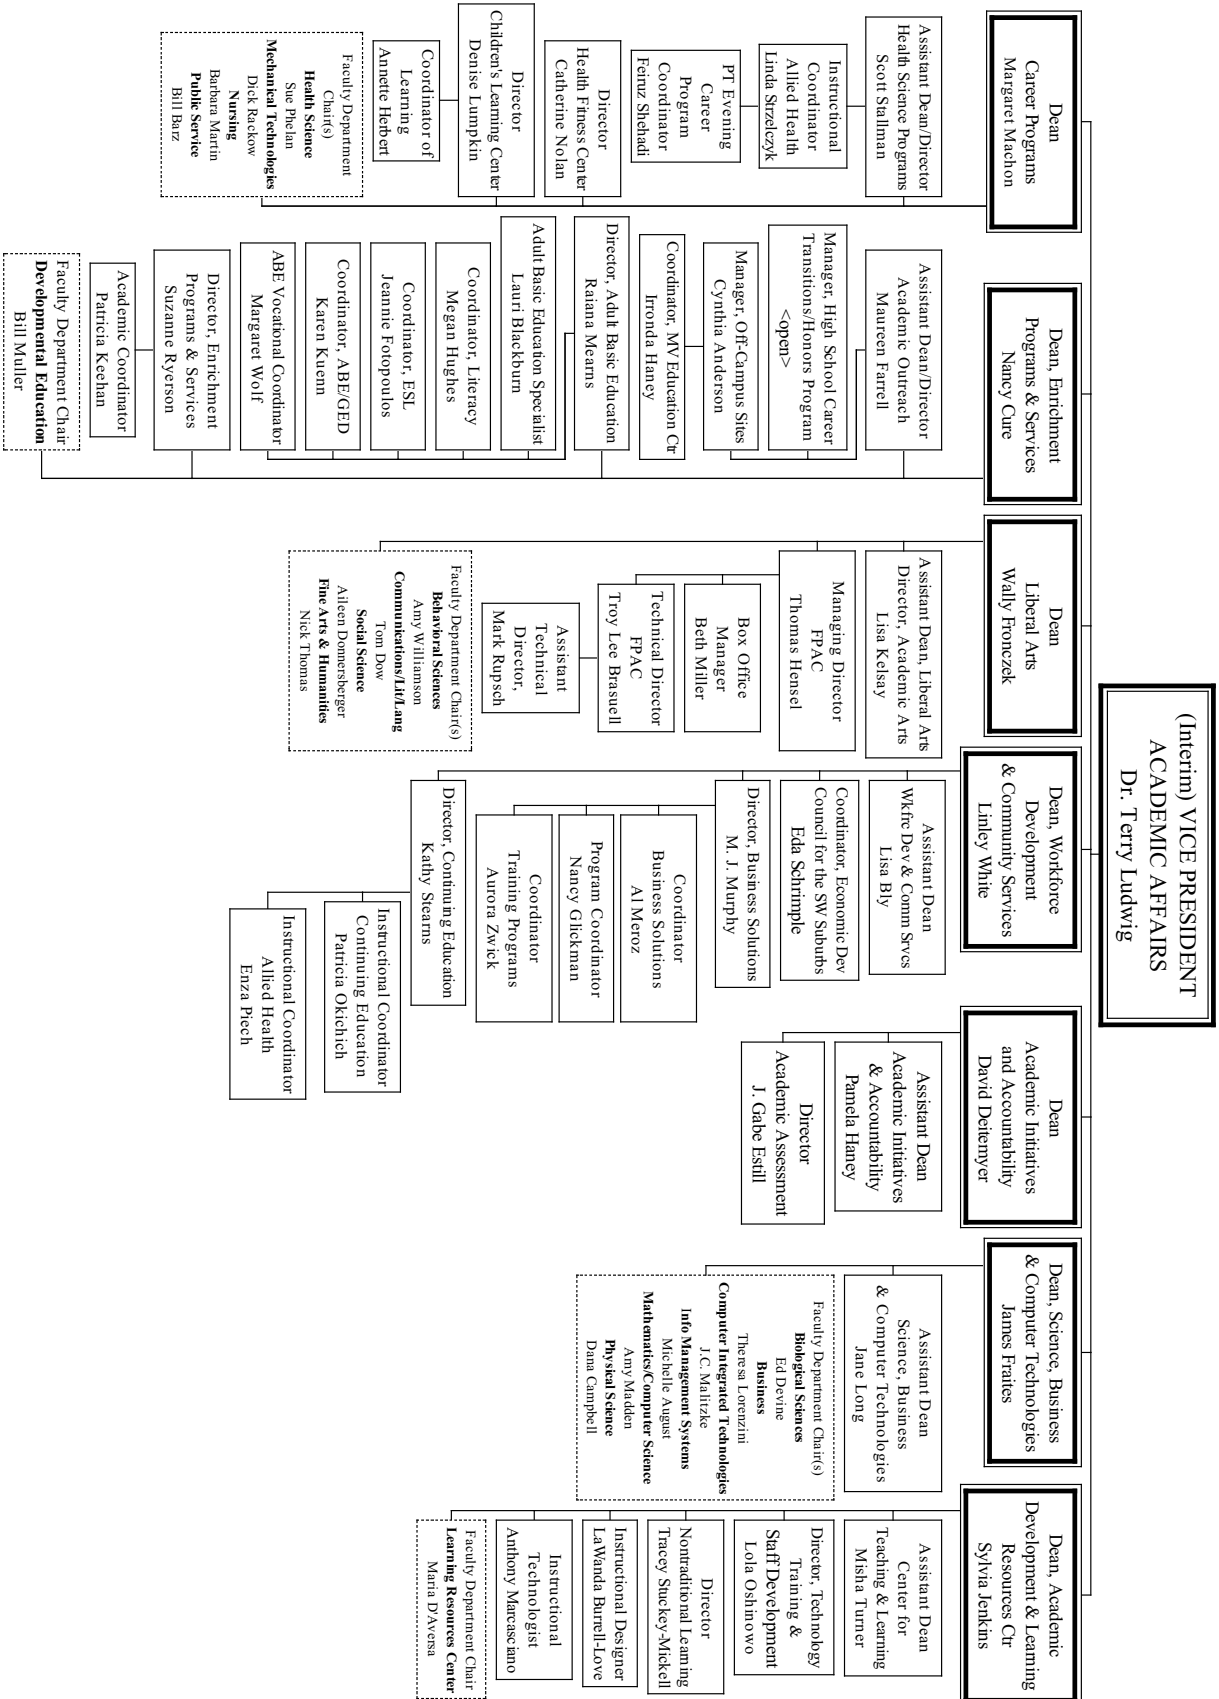 (Interim) VICE PRESIDENT
ACADEMIC AFFAIRS
Dr. Terry Ludwig
Dean
Career Programs
Margaret Machon
Assistant Dean/Director
Health Science Programs
Scott Stallman
Instructional
Coordinator
Allied Health
Linda Strzelczyk
PT Evening
Career
Program
Coordinator
Feiruz Shehadi
Director
Health Fitness Center
Catherine Nolan
Director
Children's Learning Center
Denise Lumpkin
Coordinator of
Learning
Annette Herbert
Faculty Department
Chair(s)
Health Science
Sue Phelan
Mechanical Technologies
Dick Rackow
Nursing
Barbara Martin
Public Service
Bill Barz
Dean, Enrichment
Programs & Services
Nancy Cure
Assistant Dean/Director
Academic Outreach
Maureen Farrell
Manager, High School Career
Transitions/Honors Program
<open>
Manager, Off-Campus Sites
Cynthia Anderson
Coordinator, MV Education Ctr
Irronda Haney
Director, Adult Basic Education
Raiana Mearns
Adult Basic Education Specialist
Lauri Blackburn
Coordinator, Literacy
Megan Hughes
Coordinator, ESL
Jeannie Fotopoulos
Coordinator, ABE/GED
Karen Kuenn
ABE Vocational Coordinator
Margaret Wolf
Director, Enrichment
Programs & Services
Suzanne Ryerson
Academic Coordinator
Patricia Keehan
Faculty Department Chair
Developmental Education
Bill Muller
Dean
Liberal Arts
Wally Fronczek
Assistant Dean, Liberal Arts
Director, Academic Arts
Lisa Kelsay
Managing Director
FPAC
Thomas Hensel
Box Office
Manager
Beth Miller
Technical Director
FPAC
Troy Lee Brasuell
Assistant
Technical
Director,
Mark Rupsch
Faculty Department Chair(s)
Behavioral Sciences
Amy Williamson
Communications/Lit/Lang
Tom Dow
Social Science
Aileen Donnersberger
Fine Arts & Humanities
Nick Thomas
Dean, Workforce
Development
& Community Services
Linley White
Assistant Dean
Wkfrc Dev & Comm Srvcs
Lisa Bly
Coordinator, Economic Dev
Council for the SW Suburbs
Eda Schrimple
Director, Business Solutions
M. J. Murphy
Coordinator
Business Solutions
Al Meroz
Program Coordinator
Nancy Glickman
Coordinator
Training Programs
Aurora Zwick
Director, Continuing Education
Kathy Stearns
Instructional Coordinator
Continuing Education
Patricia Okichich
Instructional Coordinator
Allied Health
Enza Piech
Dean
Academic Initiatives
and Accountability
David Deitemyer
Assistant Dean
Academic Initiatives
& Accountability
Pamela Haney
Director
Academic Assessment
J. Gabe Estill
Dean, Science, Business
& Computer Technologies
James Fraites
Assistant Dean
Science, Business
& Computer Technologies
Jane Long
Faculty Department Chair(s)
Biological Sciences
Ed Devine
Business
Theresa Lorenzini
Computer Integrated Technologies
J.C. Malitzke
Info Management Systems
Michelle August
Mathematics/Computer Science
Amy Madden
Physical Science
Dana Campbell
Dean, Academic
Development & Learning
Resources Ctr
Sylvia Jenkins
Assistant Dean
Center for
Teaching & Learning
Misha Turner
Director, Technology
Training &
Staff Development
Lola Oshinowo
Director
Nontraditional Learning
Tracey Stuckey-Mickell
Instructional Designer
LaWanda Burrell-Love
Instructional
Technologist
Anthony Marcasciano
Faculty Department Chair
Learning Resources Center
Maria D'Aversa